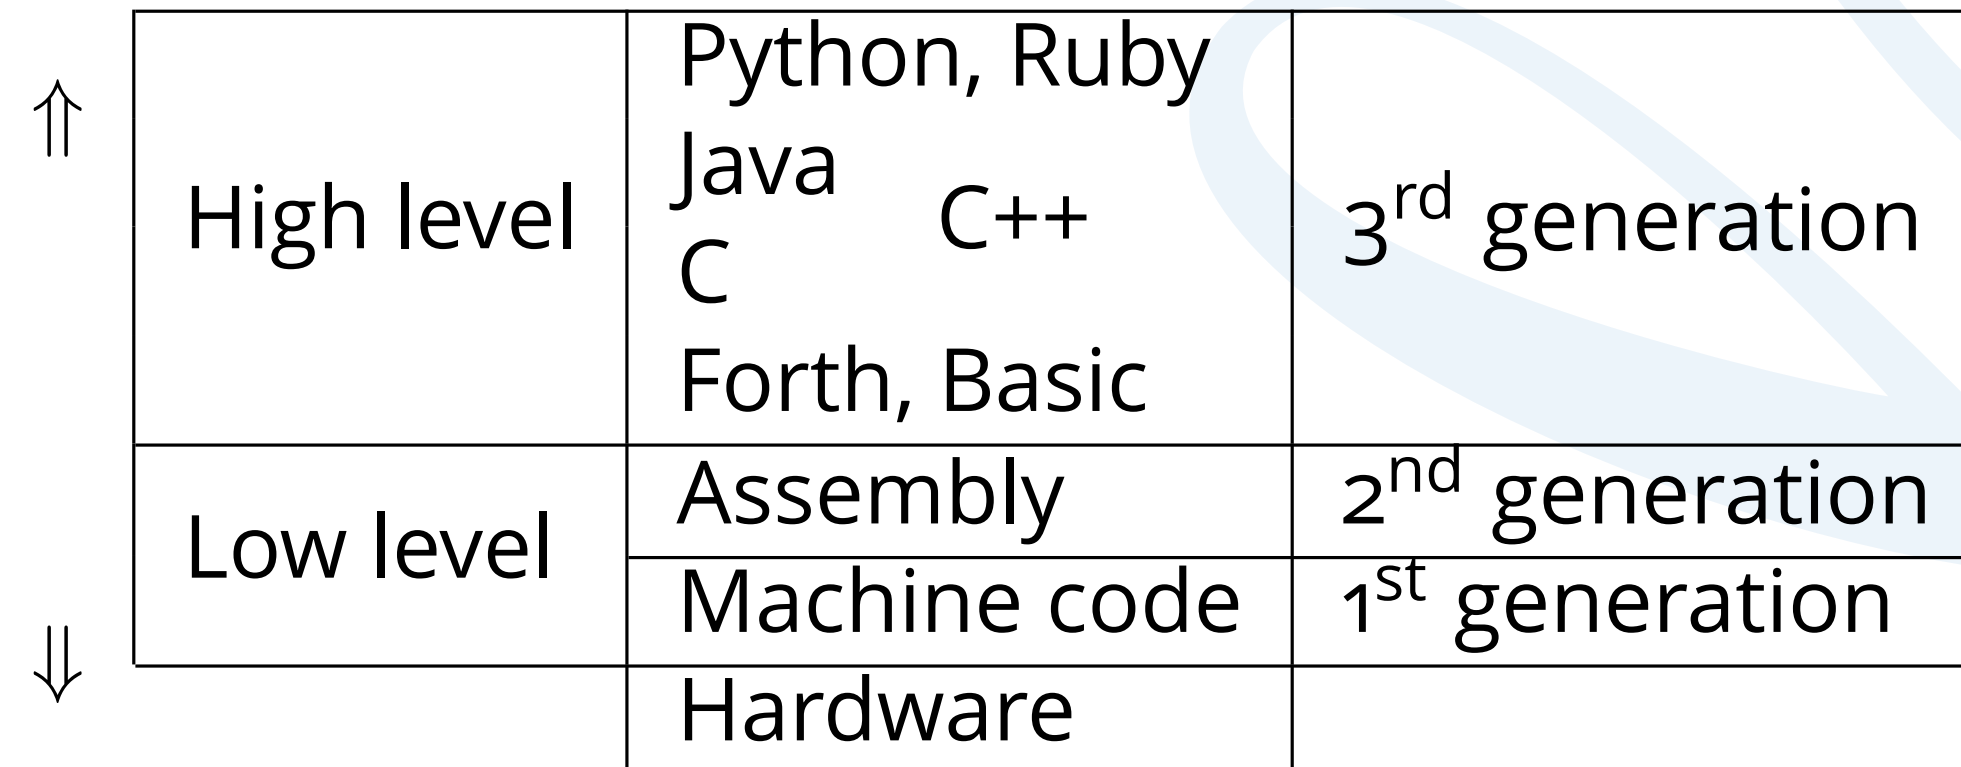 ⇑
High level
Python, Ruby
Java
C++
C
Forth, Basic
3rd generation
Low level
Assembly
2nd generation
Machine code
1st generation
⇓
Hardware